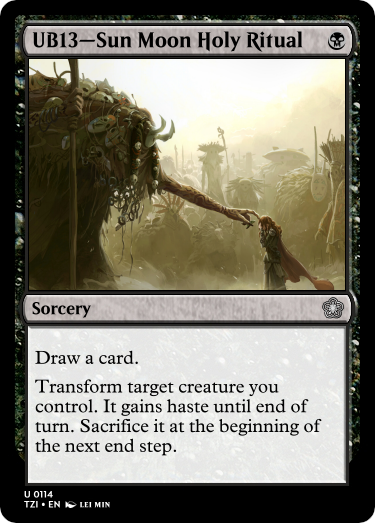 UB13—Sun Moon Holy Ritual
Sorcery
Draw a card.
Transform target creature you
control. It gains haste until end of
turn. Sacrifice it at the beginning of
the next end step.
U 0114
TZI • EN LEI MIN